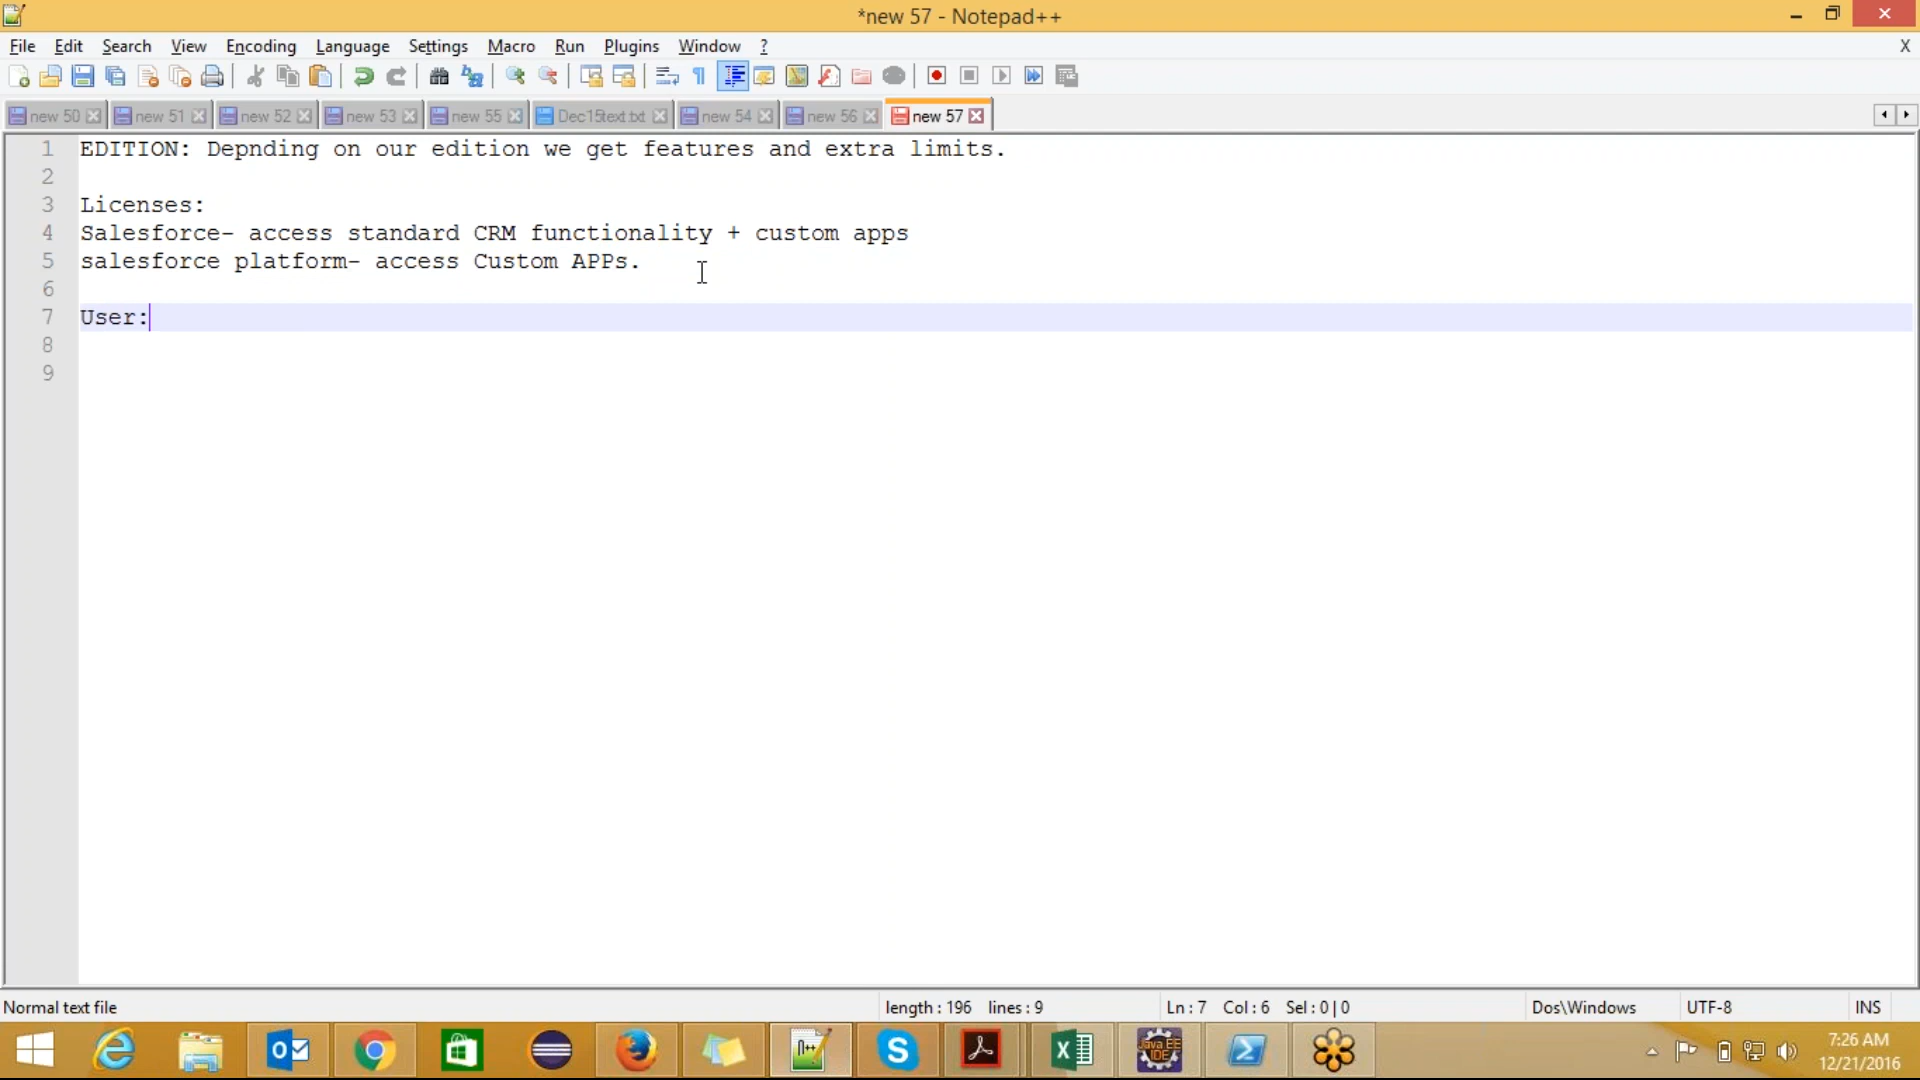 *new 57 - Notepad++
File Edit Search View Encoding Language Settings Macro Run Plugins Window ? X
new 50 new 51 new 52 new 53 new 55 Dec15text.txt new 54 new 56 new 57
1 EDITION: Depnding on our edition we get features and extra limits.
2
3 Licenses:
4 Salesforce- access standard CRM functionality + custom apps
5 salesforce platform- access Custom APPs.
6
7 User:
8
9
Normal text file length : 196 lines : 9 Ln : 7 Col : 6 Sel : 0 | 0 Dos\Windows UTF-8 INS
Java EE
IDE
7:26 AM
12/21/2016